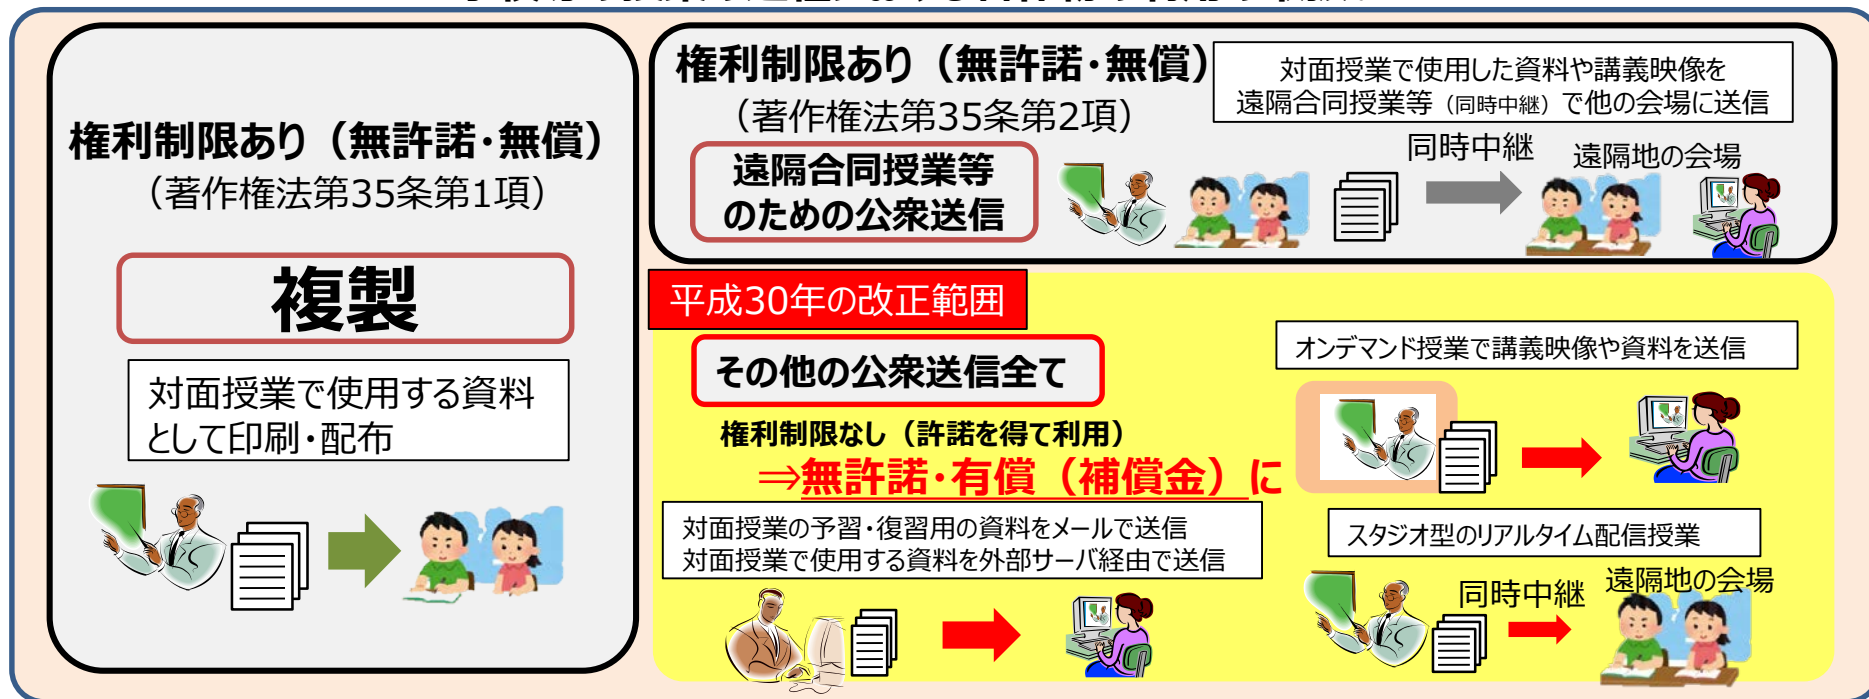 権利制限あり（無許諾・無償）
（著作権法第35条第1項）
複製
対面授業で使用する資料
として印刷・配布
権利制限あり（無許諾・無償）
（著作権法第35条第2項）
遠隔合同授業等
のための公衆送信
対面授業で使用した資料や講義映像を
遠隔合同授業等（同時中継）で他の会場に送信
同時中継
遠隔地の会場
平成30年の改正範囲
その他の公衆送信全て
権利制限なし（許諾を得て利用）
⇒無許諾・有償（補償金）に
対面授業の予習・復習用の資料をメールで送信
対面授業で使用する資料を外部サーバ経由で送信
オンデマンド授業で講義映像や資料を送信
スタジオ型のリアルタイム配信授業
同時中継
遠隔地の会場